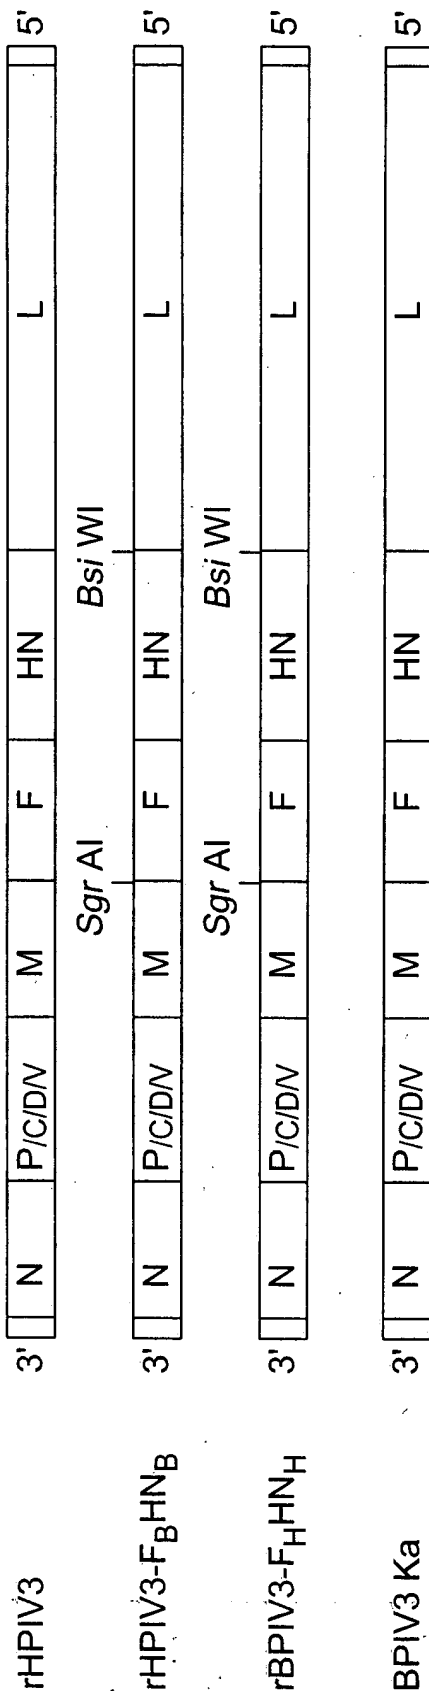 rHPIV3 3' N P/C/D/V M F HN L 5'
Sgr AI Bsi WI
rHPIV3-FBHNB 3' N P/C/D/V M F HN L 5'
Sgr AI Bsi WI
rBPIV3-FHHNH 3' N P/C/D/V M F HN L 5'
BPIV3 Ka 3' N P/C/D/V M F HN L 5'